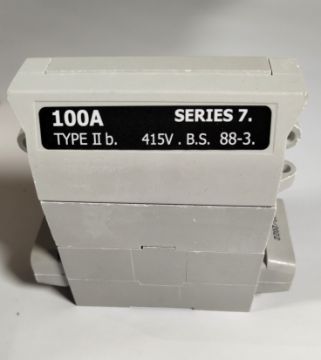 100A SERIES 7.
TYPE II b. 415V . B.S. 88-3.